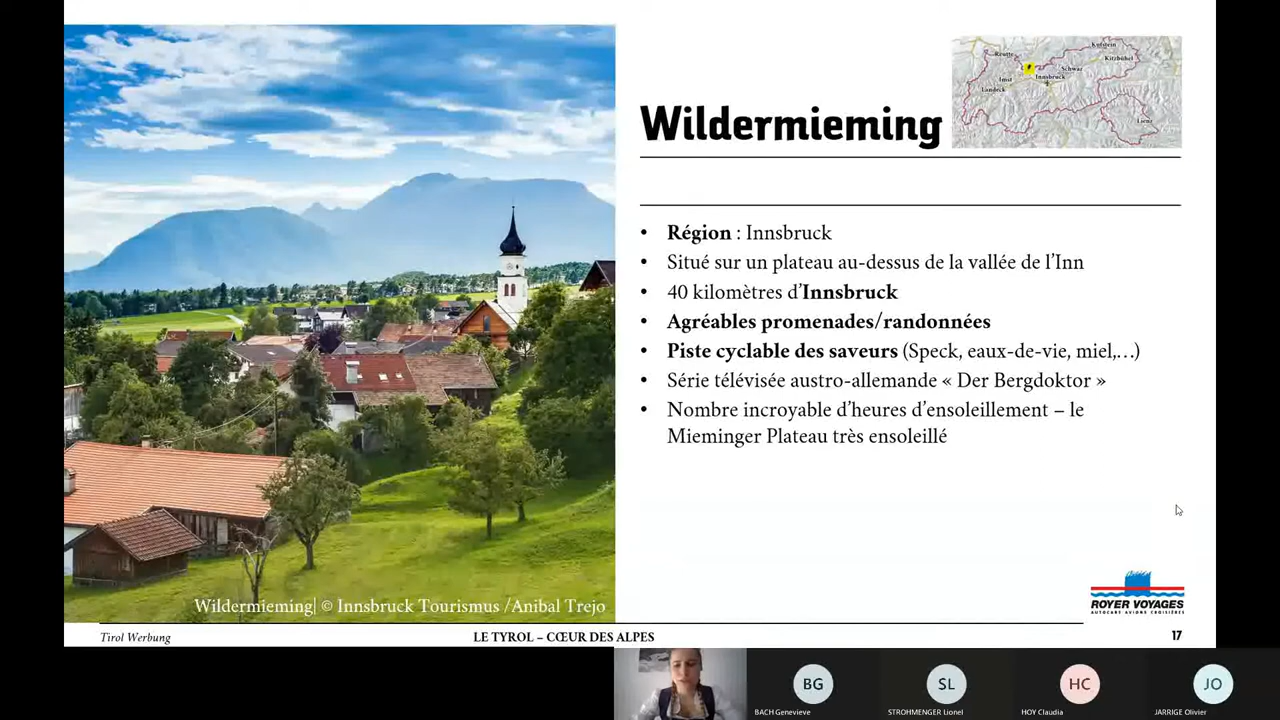 Wildermieming
Reutte
Kufstein
Kitzbühel
Schwaz
Imst
Innsbruck
Landeck
Lienz
• Région : Innsbruck
• Situé sur un plateau au-dessus de la vallée de l’Inn
• 40 kilomètres d’Innsbruck
• Agréables promenades/randonnées
• Piste cyclable des saveurs (Speck, eaux-de-vie, miel,…)
• Série télévisée austro-allemande « Der Bergdoktor »
• Nombre incroyable d’heures d’ensoleillement – le
Mieminger Plateau très ensoleillé
Wildermieming| © Innsbruck Tourismus /Anibal Trejo
ROYER VOYAGES
AUTOCARS AVIONS CROISIÈRES
Tirol Werbung
LE TYROL – CŒUR DES ALPES
17
BG
SL
HC
JO
BACH Genevieve
STROHMENGER Lionel
HOY Claudia
JARRIGE Olivier